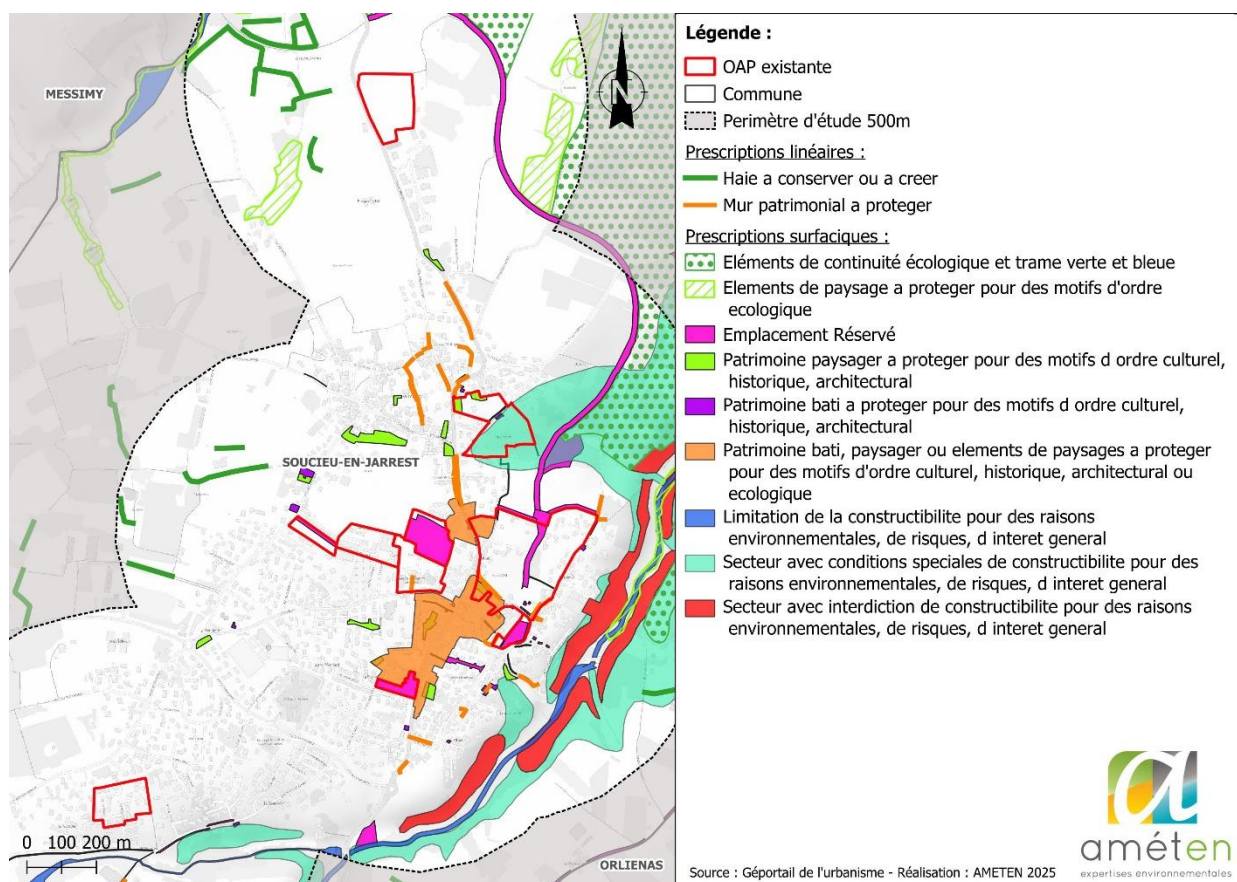 MESSIMY
N
SOUCIEU-EN-JARREST
0 100 200 m
ORLIENAS
Légende :
OAP existante
Commune
Perimètre d'étude 500m
Prescriptions linéaires :
Haie a conserver ou a creer
Mur patrimonial a proteger
Prescriptions surfaciques :
Eléments de continuité écologique et trame verte et bleue
Elements de paysage a protéger pour des motifs d'ordre
ecologique
Emplacement Réservé
Patrimoine paysager a proteger pour des motifs d ordre culturel,
historique, architectural
Patrimoine bati a proteger pour des motifs d ordre culturel,
historique, architectural
Patrimoine bati, paysager ou elements de paysages a proteger
pour des motifs d'ordre culturel, historique, architectural ou
ecologique
Limitation de la constructibilite pour des raisons
environnementales, de risques, d interet general
Secteur avec conditions speciales de constructibilite pour des
raisons environnementales, de risques, d interet general
Secteur avec interdiction de constructibilite pour des raisons
environnementales, de risques, d interet general
a
améten
expertises environnementales
Source : Géportail de l'urbanisme - Réalisation : AMETEN 2025